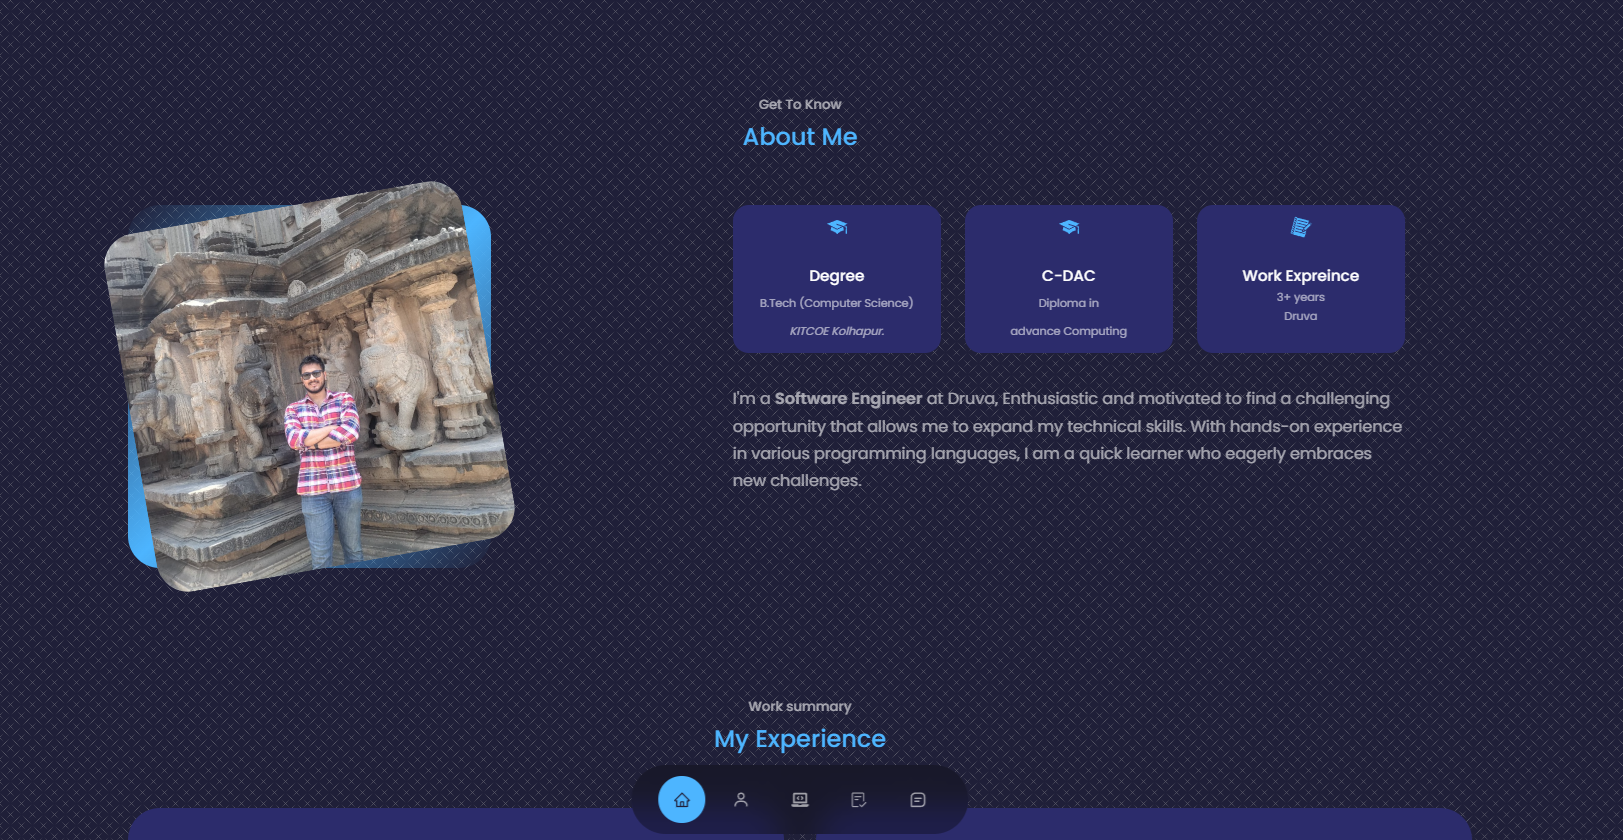 Get To Know
About Me
Degree
B.Tech (Computer Science)
KITCOE Kolhapur.
C-DAC
Diploma in
advance Computing
Work Expreince
3+ years
Druva
I'm a Software Engineer at Druva, Enthusiastic and motivated to find a challenging
opportunity that allows me to expand my technical skills. With hands-on experience
in various programming languages, I am a quick learner who eagerly embraces
new challenges.
Work summary
My Experience